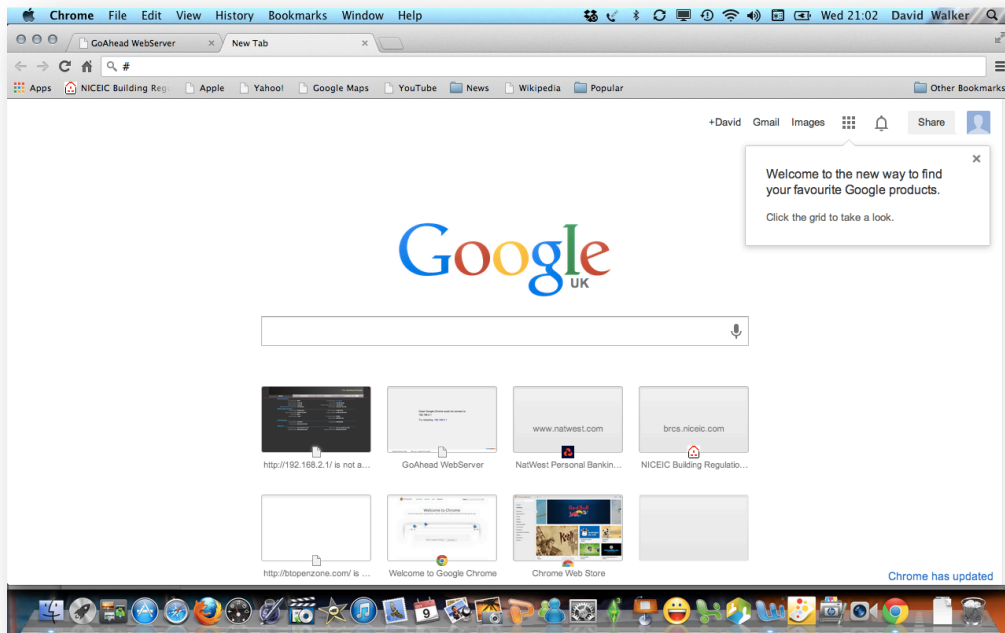 Chrome File Edit View History Bookmarks Window Help Wed 21:02 David Walker
GoAhead WebServer × New Tab ×
#
Apps NICEIC Building Reg Apple Yahoo! Google Maps YouTube News Wikipedia Popular Other Bookmarks
+David Gmail Images Share
Welcome to the new way to find
your favourite Google products.
Click the grid to take a look.
Google
UK
www.natwest.com brcs.niceic.com
http://192.168.2.1/ is not a... GoAhead WebServer NatWest Personal Bankin... NICEIC Building Regulatio...
Welcome to Chrome
http://btopenzone.com/ is ... Welcome to Google Chrome Chrome Web Store
Chrome has updated